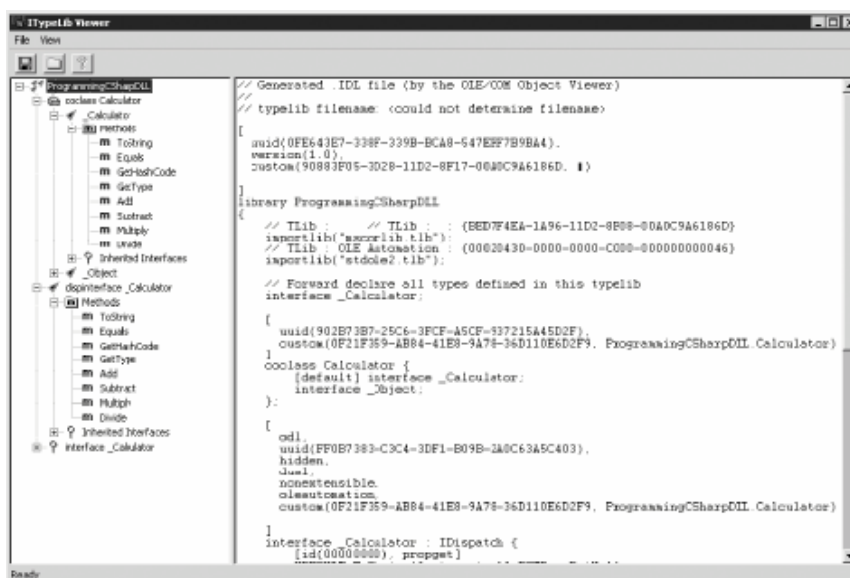 ITypeLib Viewer
File View
ProgrammingCSharpDLL
coclass Calculator
_Calculator
Methods
ToString
Equals
GetHashCode
GetType
Add
Subtract
Multiply
Divide
Inherited Interfaces
_Object
dispinterface _Calculator
Methods
ToString
Equals
GetHashCode
GetType
Add
Subtract
Multiply
Divide
Inherited Interfaces
interface _Calculator
// Generated .IDL file (by the OLE/COM Object Viewer)
//
// typelib filename: <could not determine filename>
[
uuid(0FE643E7-338F-339B-BCA8-547EFF7B9BA4),
version(1.0),
custom(90883F05-3D28-11D2-8F17-00A0C9A6186D, )
]
library ProgrammingCSharpDLL
{
// TLib : // TLib : : {BED7F4EA-1A96-11D2-8F08-00A0C9A6186D}
importlib("mscorlib.tlb");
// TLib : OLE Automation : {00020430-0000-0000-C000-000000000046}
importlib("stdole2.tlb");
// Forward declare all types defined in this typelib
interface _Calculator;
[
uuid(902B73B7-25C6-3FCF-A5CF-937215A45D2F),
custom(0F21F359-AB84-41E8-9A78-36D110E6D2F9, ProgrammingCSharpDLL.Calculator)
]
coclass Calculator {
[default] interface _Calculator;
interface _Object;
};
[
odl,
uuid(FF0B7383-C3C4-3DF1-B09B-2A0C63A5C403),
hidden,
dual,
nonextensible,
oleautomation,
custom(0F21F359-AB84-41E8-9A78-36D110E6D2F9, ProgrammingCSharpDLL.Calculator)
]
interface _Calculator : IDispatch {
[id(00000000), propget]
Ready